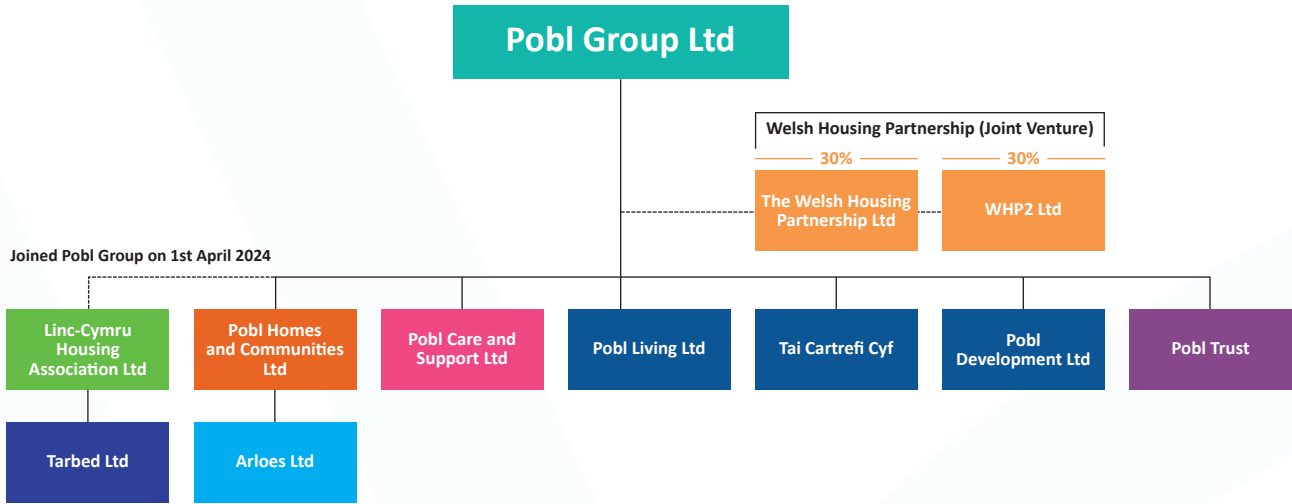 Pobl Group Ltd
Welsh Housing Partnership (Joint Venture)
30%
30%
The Welsh Housing
Partnership Ltd
WHP2 Ltd
Joined Pobl Group on 1st April 2024
Linc-Cymru
Housing
Association Ltd
Pobl Homes
and Communities
Ltd
Pobl Care and
Support Ltd
Pobl Living Ltd
Tai Cartrefi Cyf
Pobl
Development Ltd
Pobl Trust
Tarbed Ltd
Arloes Ltd